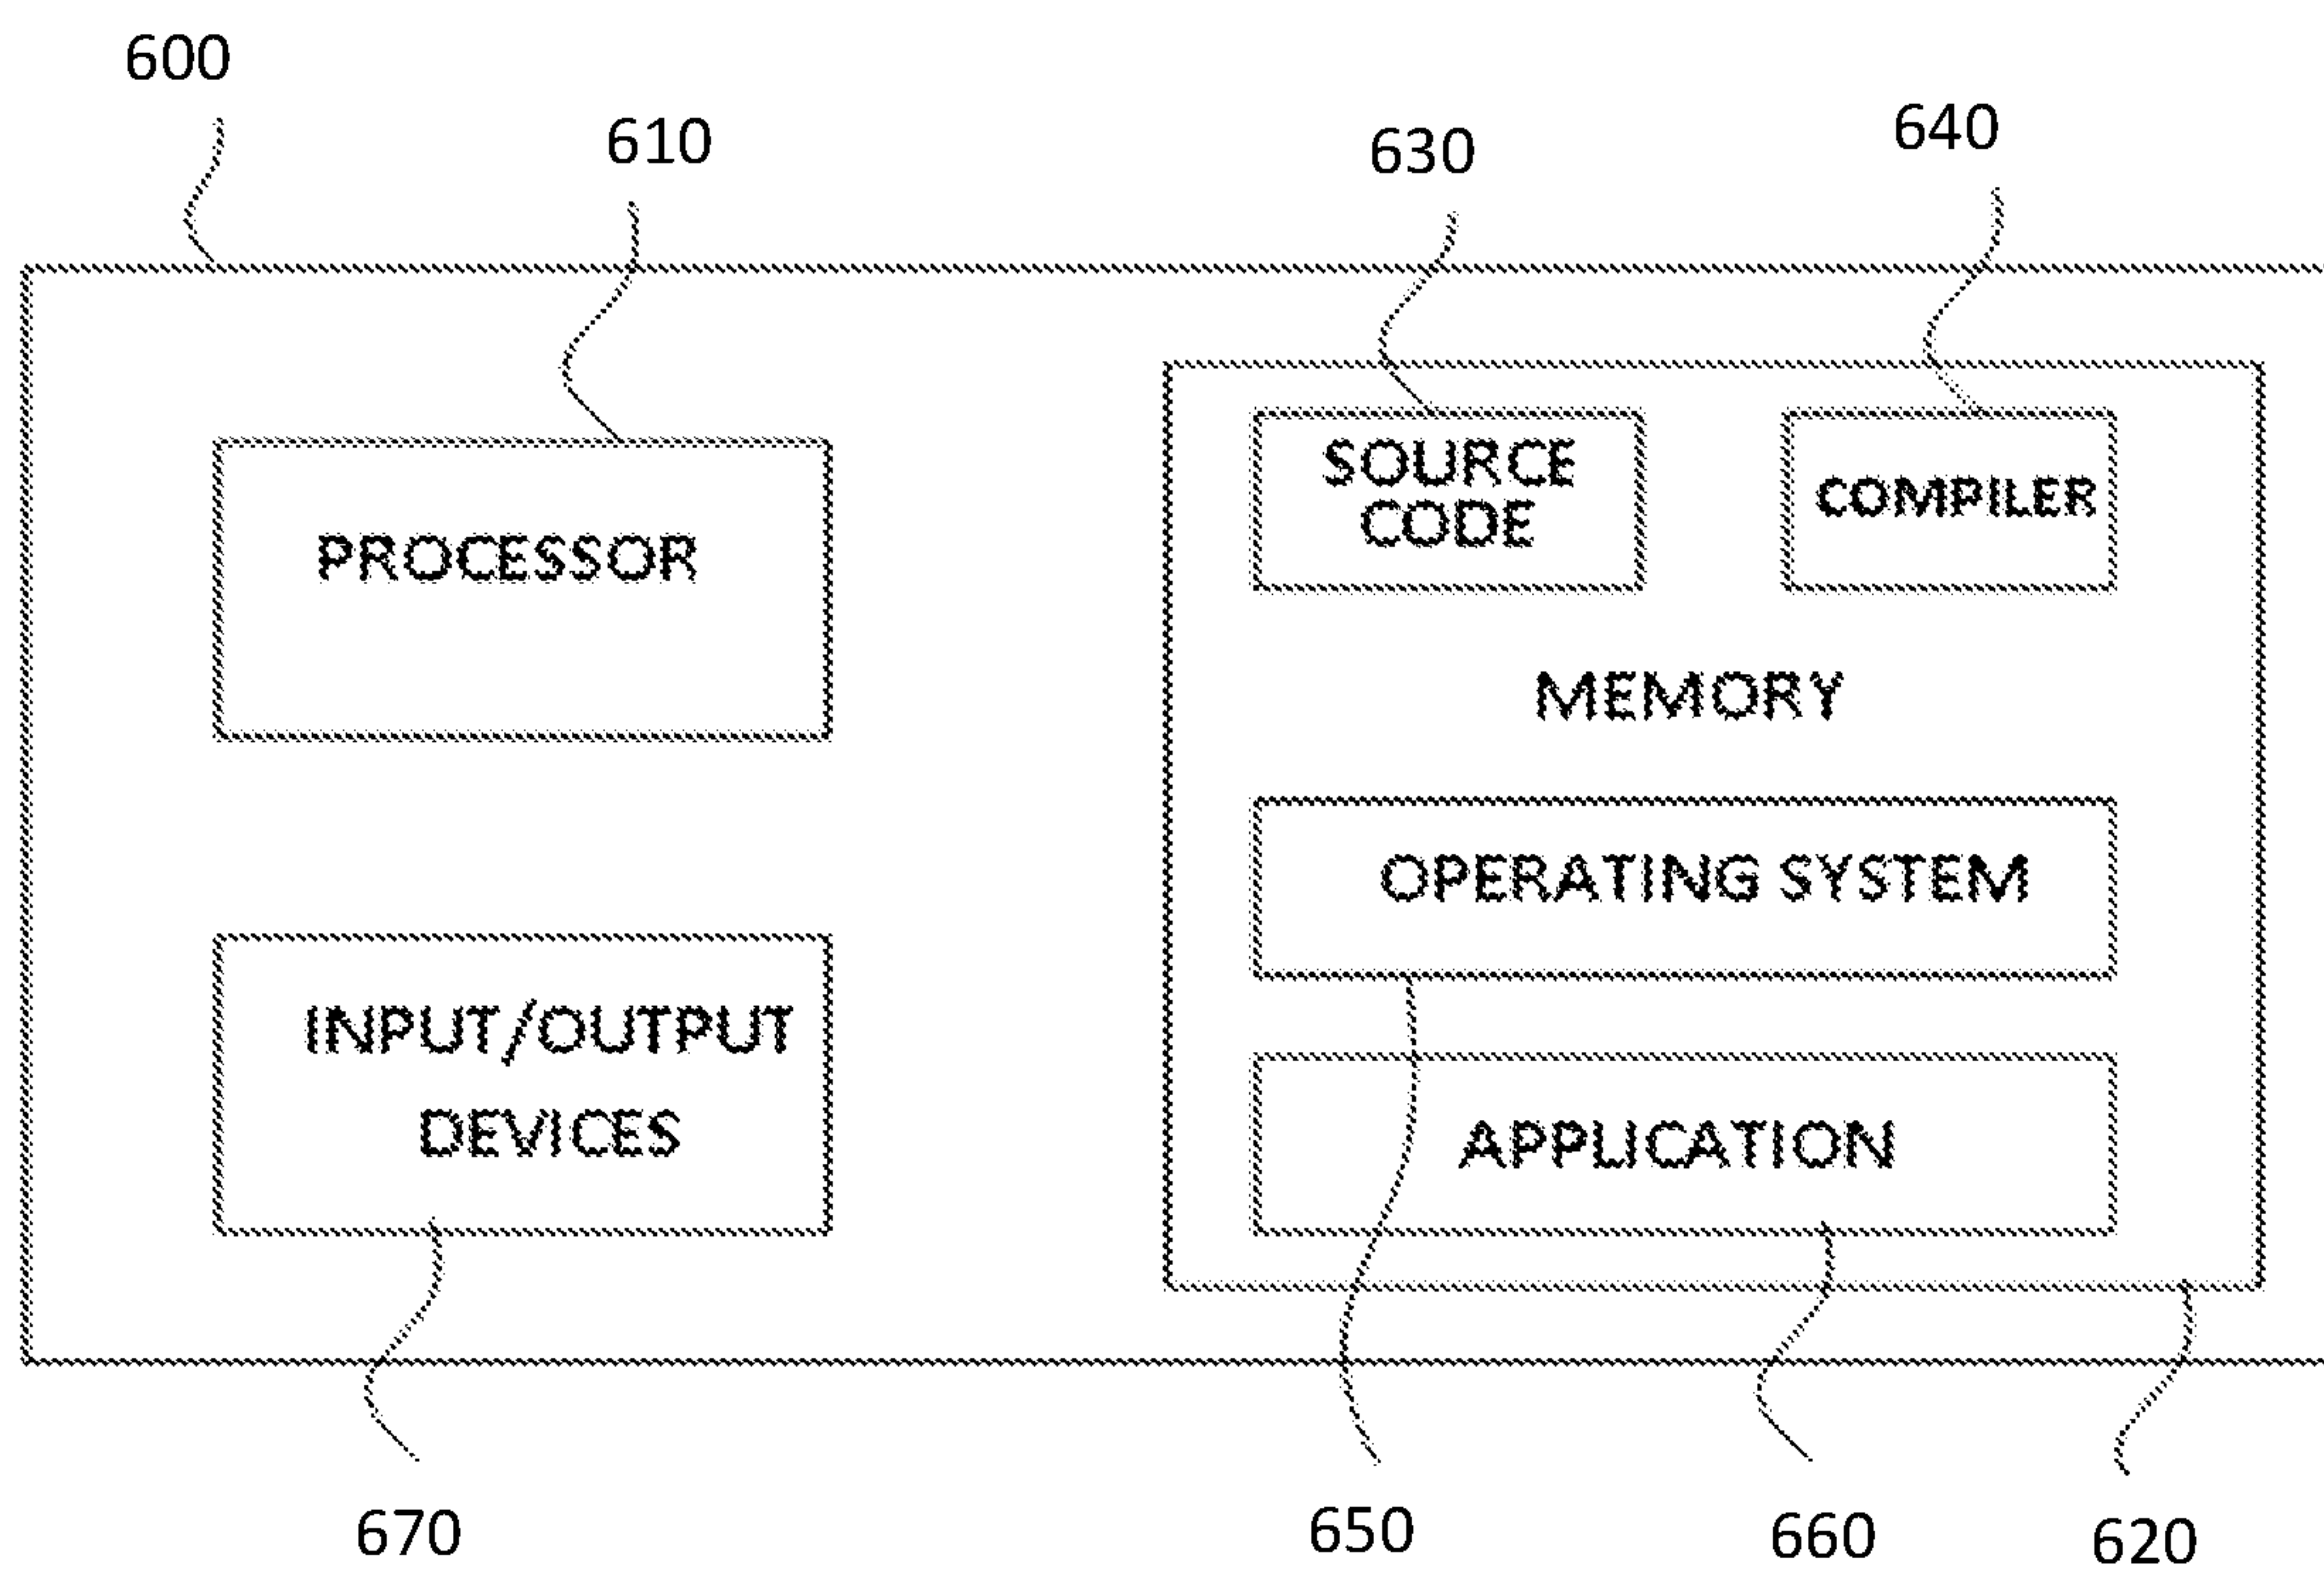 600
610
630
640
PROCESSOR
SOURCE
CODE
COMPILER
MEMORY
OPERATING SYSTEM
INPUT/OUTPUT
DEVICES
APPLICATION
670
650
660
620